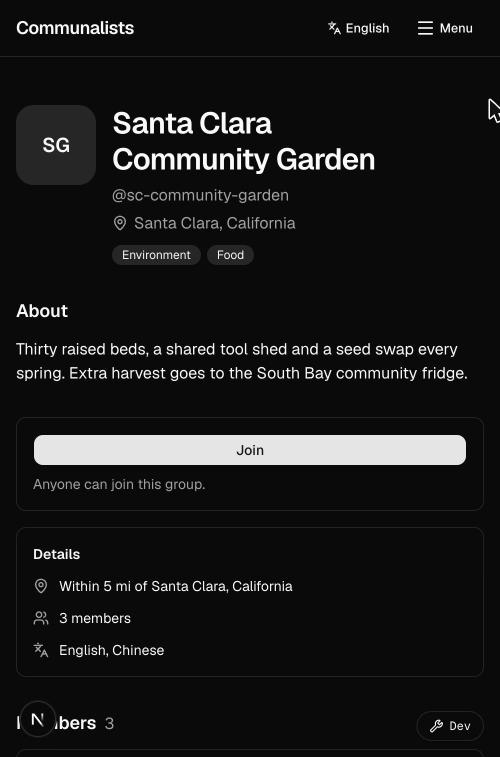 Communalists
English
Menu
SG
Santa Clara
Community Garden
@sc-community-garden
Santa Clara, California
Environment
Food
About
Thirty raised beds, a shared tool shed and a seed swap every
spring. Extra harvest goes to the South Bay community fridge.
Join
Anyone can join this group.
Details
Within 5 mi of Santa Clara, California
3 members
English, Chinese
N
3
Dev